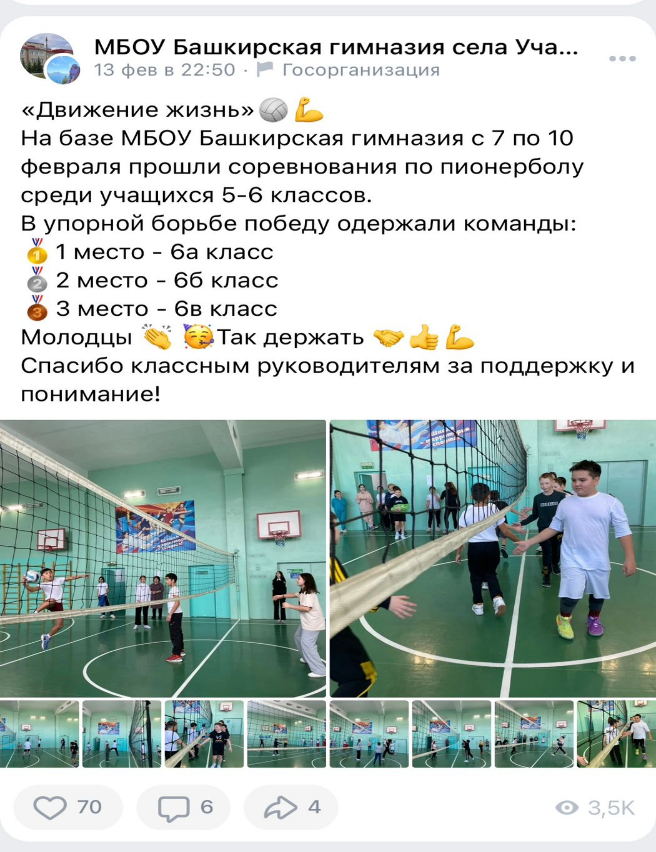 МБОУ Башкирская гимназия села Уча...
13 фев в 22:50 · Госорганизация
«Движение жизнь»🏐💪
На базе МБОУ Башкирская гимназия с 7 по 10
февраля прошли соревнования по пионерболу
среди учащихся 5-6 классов.
В упорной борьбе победу одержали команды:
🥇 1 место - 6а класс
🥈 2 место - 6б класс
🥉 3 место - 6в класс
Молодцы 👏 🥳Так держать 🤝👍💪
Спасибо классным руководителям за поддержку и
понимание!
70
6
4
3,5K